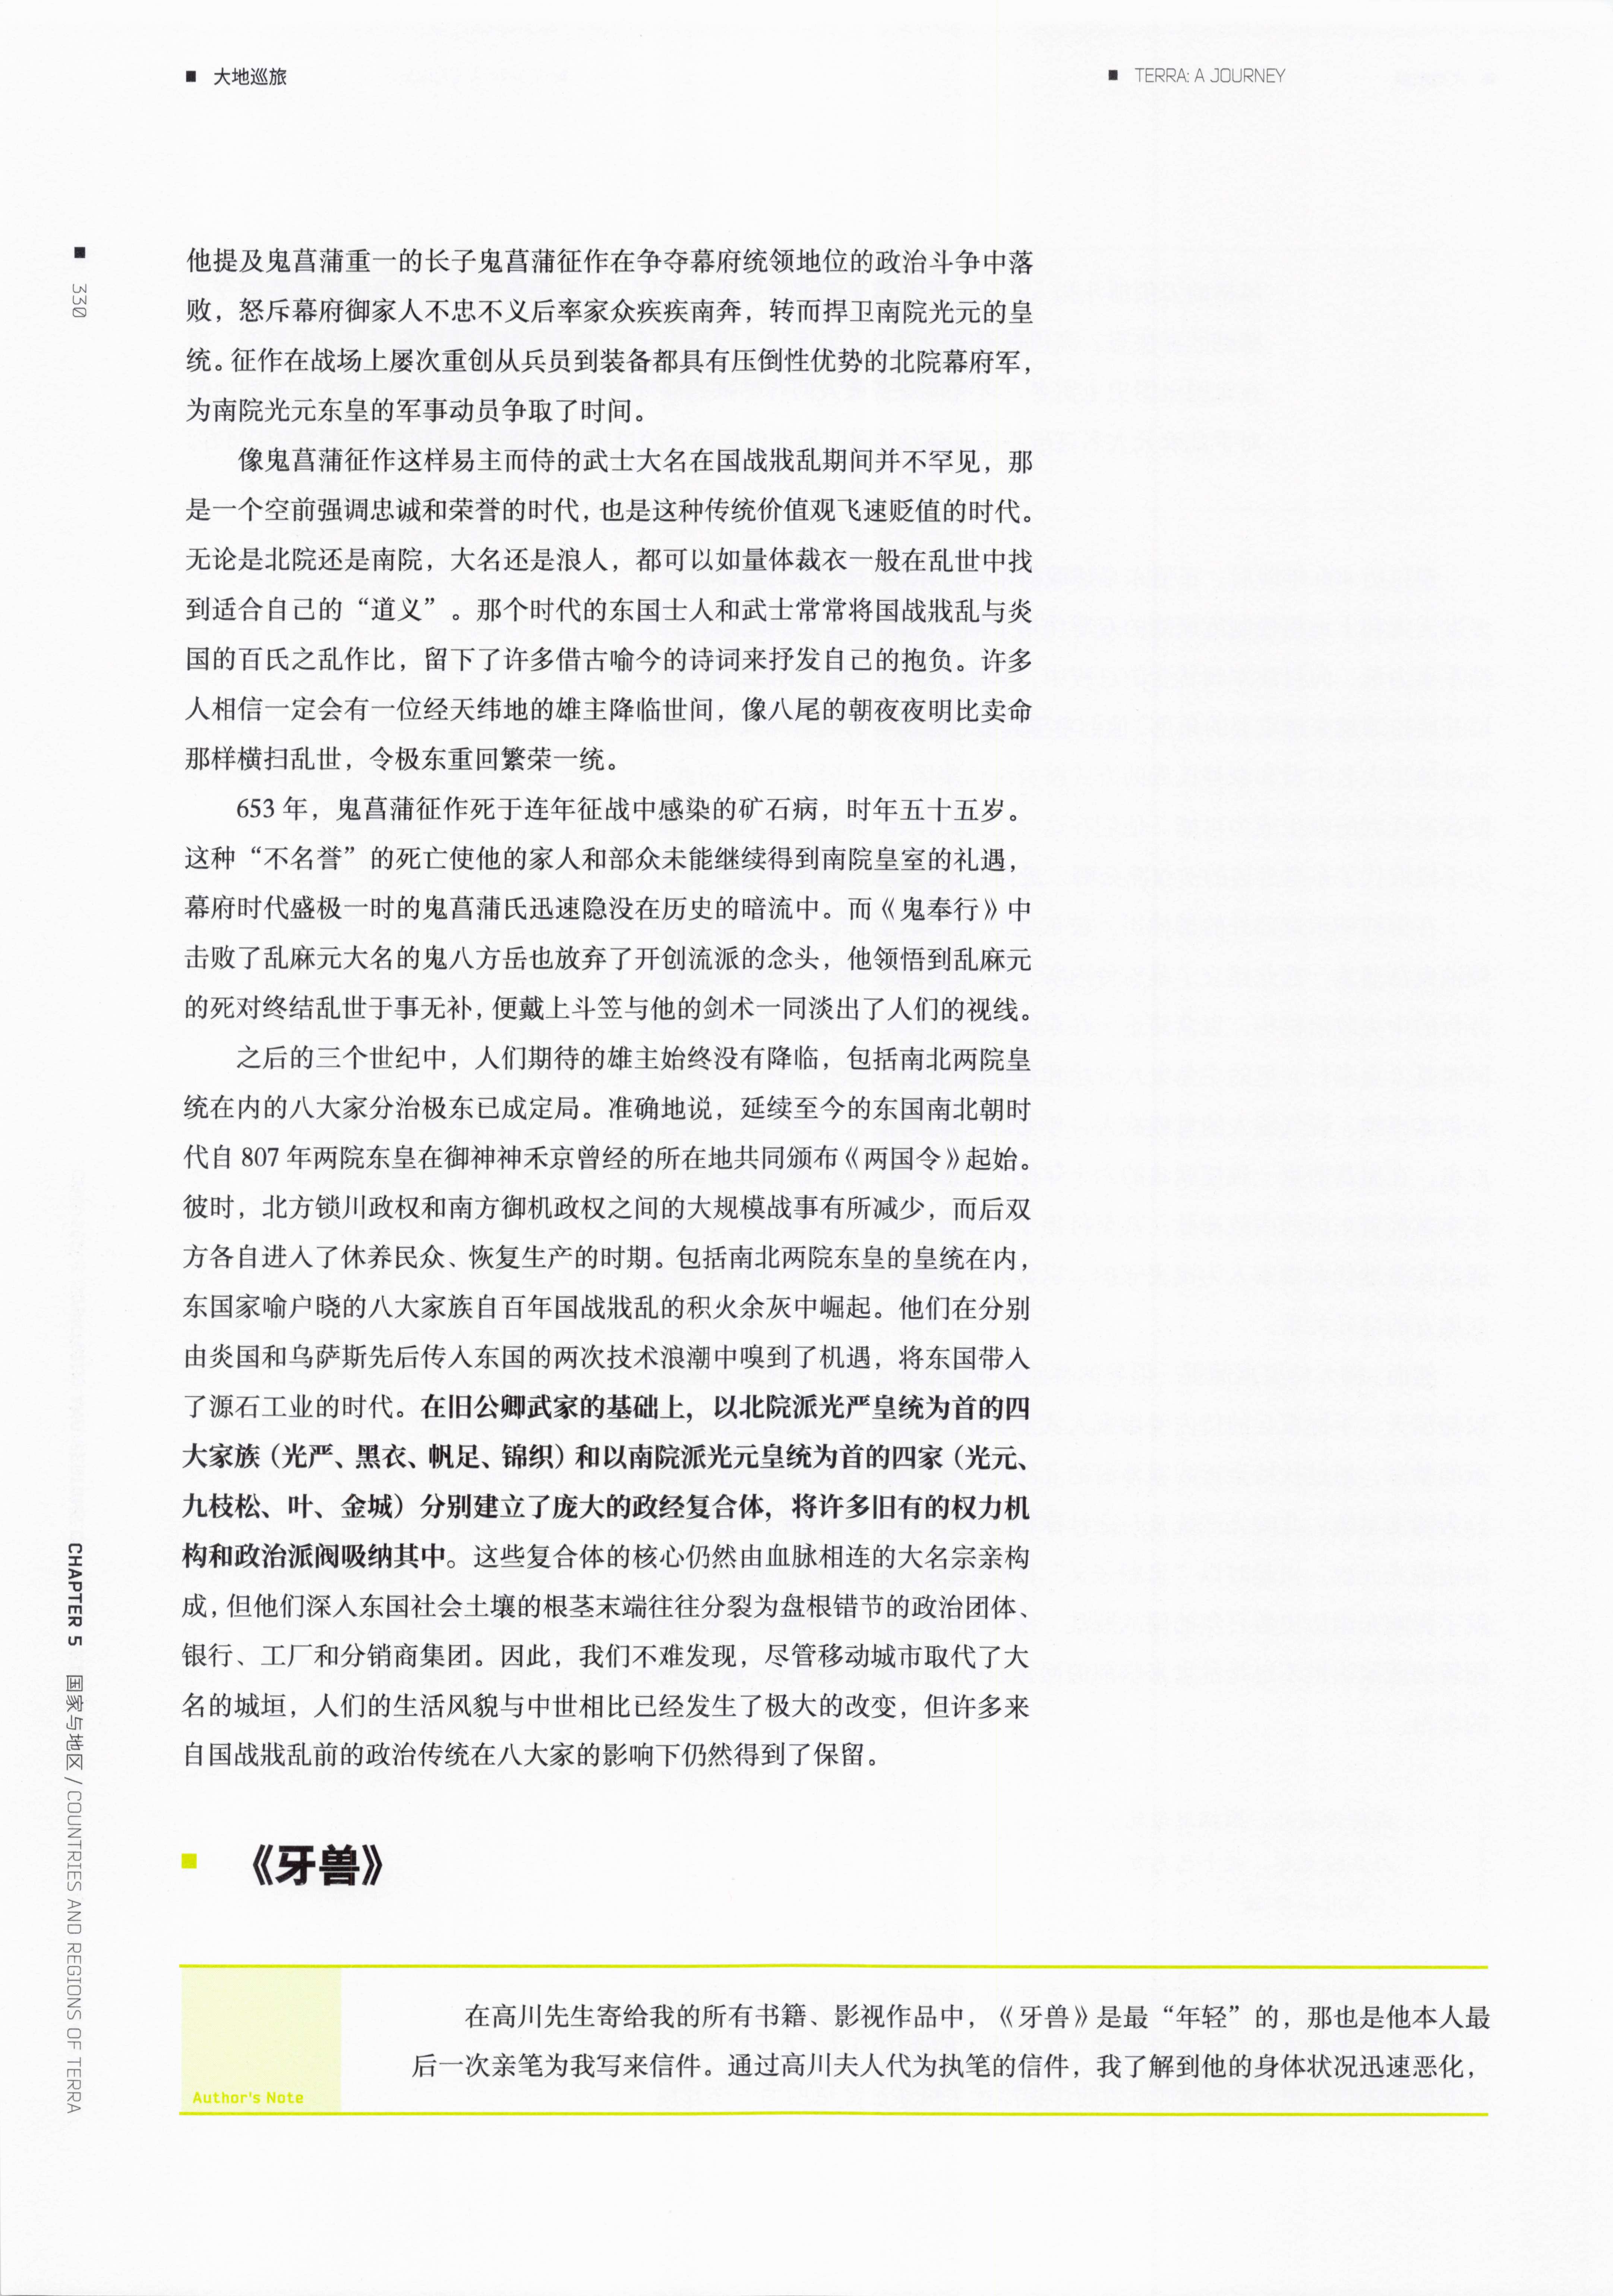 大地巡旅
TERRA: A JOURNEY
330
他提及鬼菖蒲重一的长子鬼菖蒲征作在争夺幕府统领地位的政治斗争中落
败，怒斥幕府御家人不忠不义后率家众疾疾南奔，转而捍卫南院光元的皇
统。征作在战场上屡次重创从兵员到装备都具有压倒性优势的北院幕府军，
为南院光元东皇的军事动员争取了时间。
像鬼菖蒲征作这样易主而侍的武士大名在国战戕乱期间并不罕见，那
是一个空前强调忠诚和荣誉的时代，也是这种传统价值观飞速贬值的时代。
无论是北院还是南院，大名还是浪人，都可以如量体裁衣一般在乱世中找
到适合自己的“道义”。那个时代的东国士人和武士常常将国战戕乱与炎
国的百氏之乱作比，留下了许多借古喻今的诗词来抒发自己的抱负。许多
人相信一定会有一位经天纬地的雄主降临世间，像八尾的朝夜夜明比卖命
那样横扫乱世，令极东重回繁荣一统。
653 年，鬼菖蒲征作死于连年征战中感染的矿石病，时年五十五岁。
这种“不名誉”的死亡使他的家人和部众未能继续得到南院皇室的礼遇，
幕府时代盛极一时的鬼菖蒲氏迅速隐没在历史的暗流中。而《鬼奉行》中
击败了乱麻元大名的鬼八方岳也放弃了开创流派的念头，他领悟到乱麻元
的死对终结乱世于事无补，便戴上斗笠与他的剑术一同淡出了人们的视线。
之后的三个世纪中，人们期待的雄主始终没有降临，包括南北两院皇
统在内的八大家分治极东已成定局。准确地说，延续至今的东国南北朝时
代自 807 年两院东皇在御神神禾京曾经的所在地共同颁布《两国令》起始。
彼时，北方锁川政权和南方御机政权之间的大规模战事有所减少，而后双
方各自进入了休养民众、恢复生产的时期。包括南北两院东皇的皇统在内，
东国家喻户晓的八大家族自百年国战戕乱的积火余灰中崛起。他们在分别
由炎国和乌萨斯先后传入东国的两次技术浪潮中嗅到了机遇，将东国带入
了源石工业的时代。在旧公卿武家的基础上，以北院派光严皇统为首的四
大家族（光严、黑衣、帆足、锦织）和以南院派光元皇统为首的四家（光元、
九枝松、叶、金城）分别建立了庞大的政经复合体，将许多旧有的权力机
构和政治派阀吸纳其中。这些复合体的核心仍然由血脉相连的大名宗亲构
成，但他们深入东国社会土壤的根茎末端往往分裂为盘根错节的政治团体、
银行、工厂和分销商集团。因此，我们不难发现，尽管移动城市取代了大
名的城垣，人们的生活风貌与中世相比已经发生了极大的改变，但许多来
自国战戕乱前的政治传统在八大家的影响下仍然得到了保留。
CHAPTER 5 国家与地区 / COUNTRIES AND REGIONS OF TERRA
《牙兽》
在高川先生寄给我的所有书籍、影视作品中，《牙兽》是最“年轻”的，那也是他本人最
后一次亲笔为我写来信件。通过高川夫人代为执笔的信件，我了解到他的身体状况迅速恶化，
Author's Note